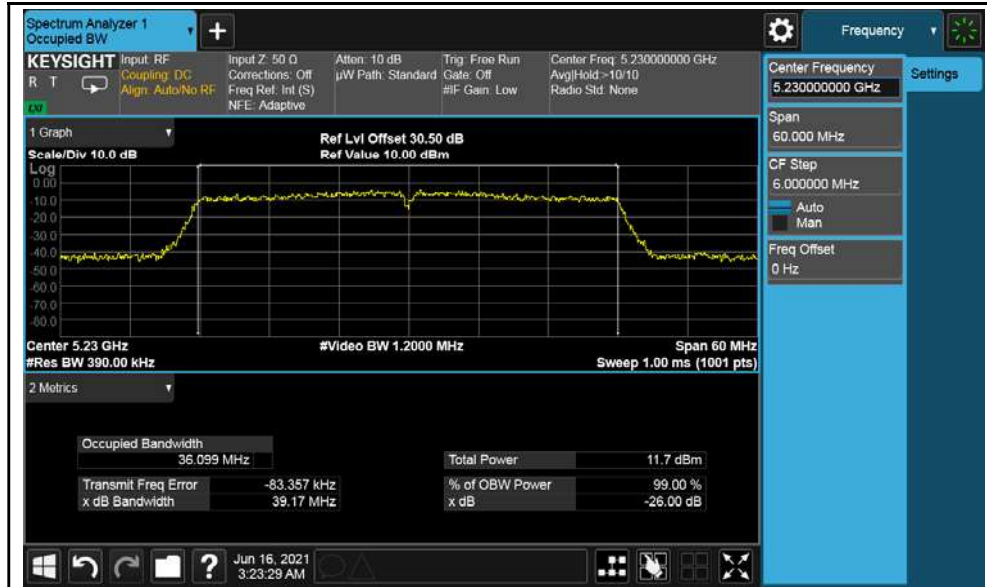 Spectrum Analyzer 1
Occupied BW
+
Frequency
KEYSIGHT
R T
LXI
Input: RF
Coupling: DC
Align: Auto/No RF
Input Z: 50 Ω
Corrections: Off
Freq Ref: Int (S)
NFE: Adaptive
Atten: 10 dB
µW Path: Standard
Trig: Free Run
Gate: Off
#IF Gain: Low
Center Freq: 5.230000000 GHz
Avg|Hold:>10/10
Radio Std: None
Center Frequency
5.230000000 GHz
Settings
Span
60.000 MHz
CF Step
6.000000 MHz
Auto
Man
Freq Offset
0 Hz
1 Graph
Scale/Div 10.0 dB
Ref Lvl Offset 30.50 dB
Ref Value 10.00 dBm
Log
0.00
-10.0
-20.0
-30.0
-40.0
-50.0
-60.0
-70.0
-80.0
Center 5.23 GHz
#Res BW 390.00 kHz
#Video BW 1.2000 MHz
Span 60 MHz
Sweep 1.00 ms (1001 pts)
2 Metrics
Occupied Bandwidth
36.099 MHz
Total Power 11.7 dBm
Transmit Freq Error -83.357 kHz
% of OBW Power 99.00 %
x dB Bandwidth 39.17 MHz
x dB -26.00 dB
?
Jun 16, 2021
3:23:29 AM